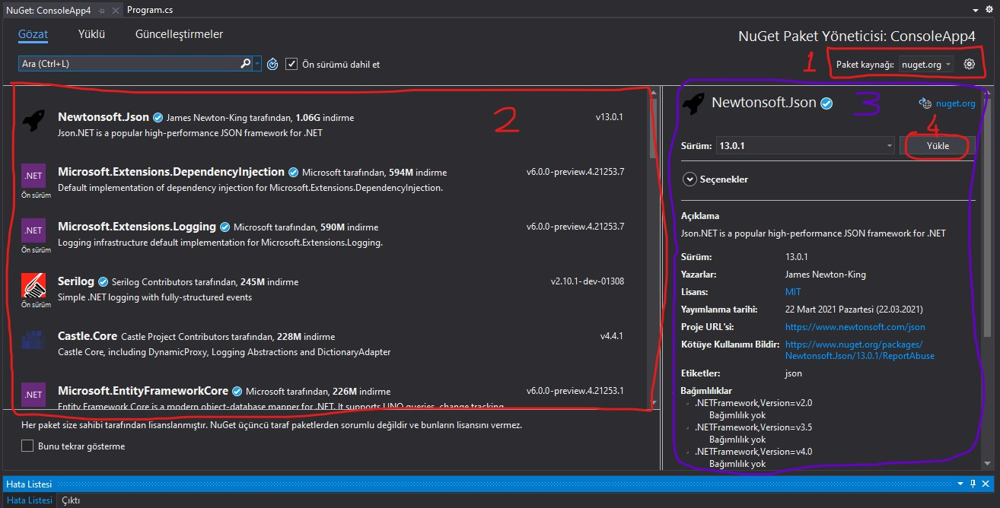 NuGet: ConsoleApp4
Program.cs
Gözat
Yüklü
Güncelleştirmeler
NuGet Paket Yöneticisi: ConsoleApp4
Ara (Ctrl+L)
Ön sürümü dahil et
1
Paket kaynağı: nuget.org
2
Newtonsoft.Json James Newton-King tarafından, 1.06G indirme
v13.0.1
Json.NET is a popular high-performance JSON framework for .NET
.NET
Ön sürüm
Microsoft.Extensions.DependencyInjection Microsoft tarafından, 594M indirme
v6.0.0-preview.4.21253.7
Default implementation of dependency injection for Microsoft.Extensions.DependencyInjection.
.NET
Ön sürüm
Microsoft.Extensions.Logging Microsoft tarafından, 590M indirme
v6.0.0-preview.4.21253.7
Logging infrastructure default implementation for Microsoft.Extensions.Logging.
Ön sürüm
Serilog Serilog Contributors tarafından, 245M indirme
v2.10.1-dev-01308
Simple .NET logging with fully-structured events
Castle.Core Castle Project Contributors tarafından, 228M indirme
v4.4.1
Castle Core, including DynamicProxy, Logging Abstractions and DictionaryAdapter
.NET
Microsoft.EntityFrameworkCore Microsoft tarafından, 226M indirme
v6.0.0-preview.4.21253.1
Entity Framework Core is a modern object-database mapper for .NET. It supports LINQ queries, change tracking,
Her paket size sahibi tarafından lisanslanmıştır. NuGet üçüncü taraf paketlerden sorumlu değildir ve bunların lisansını vermez.
Bunu tekrar gösterme
Newtonsoft.Json
3
nuget.org
4
Sürüm: 13.0.1
Yükle
Seçenekler
Açıklama
Json.NET is a popular high-performance JSON framework for .NET
Sürüm: 13.0.1
Yazarlar: James Newton-King
Lisans: MIT
Yayımlanma tarihi: 22 Mart 2021 Pazartesi (22.03.2021)
Proje URL'si: https://www.newtonsoft.com/json
Kötüye Kullanımı Bildir: https://www.nuget.org/packages/
Newtonsoft.Json/13.0.1/ReportAbuse
Etiketler: json
Bağımlılıklar
.NETFramework,Version=v2.0
Bağımlılık yok
.NETFramework,Version=v3.5
Bağımlılık yok
.NETFramework,Version=v4.0
Bağımlılık yok
Hata Listesi
Hata Listesi
Çıktı